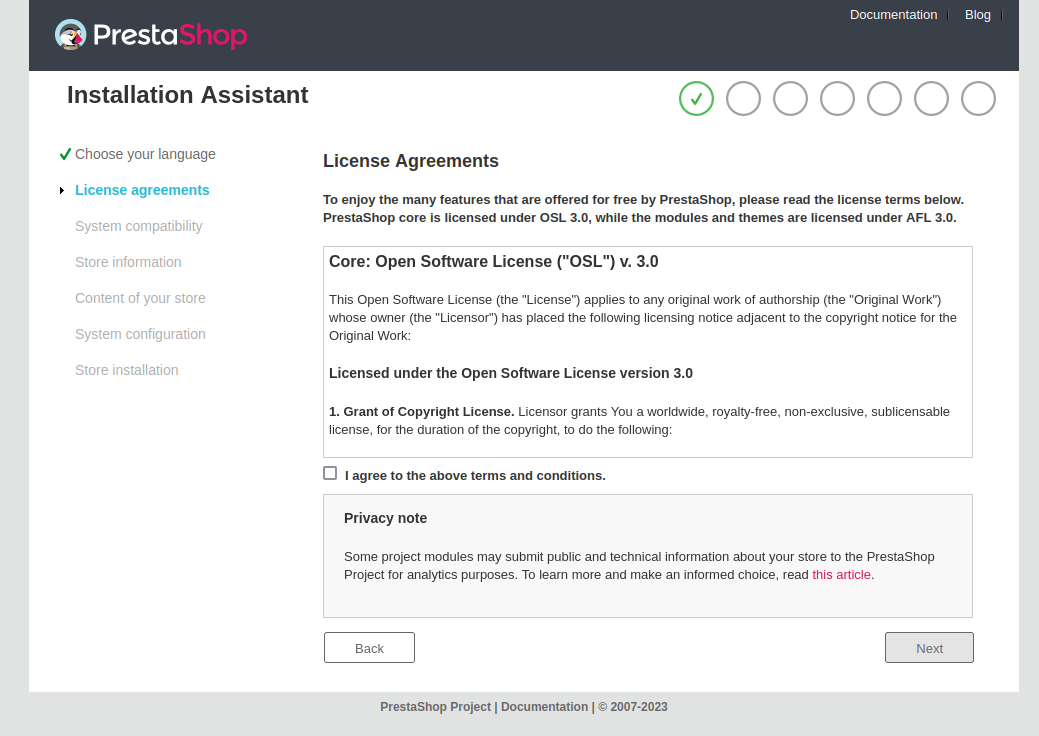 Documentation
Blog
PrestaShop
Installation Assistant
Choose your language
License agreements
System compatibility
Store information
Content of your store
System configuration
Store installation
License Agreements
To enjoy the many features that are offered for free by PrestaShop, please read the license terms below.
PrestaShop core is licensed under OSL 3.0, while the modules and themes are licensed under AFL 3.0.
Core: Open Software License ("OSL") v. 3.0
This Open Software License (the "License") applies to any original work of authorship (the "Original Work")
whose owner (the "Licensor") has placed the following licensing notice adjacent to the copyright notice for the
Original Work:
Licensed under the Open Software License version 3.0
1. Grant of Copyright License. Licensor grants You a worldwide, royalty-free, non-exclusive, sublicensable
license, for the duration of the copyright, to do the following:
I agree to the above terms and conditions.
Privacy note
Some project modules may submit public and technical information about your store to the PrestaShop
Project for analytics purposes. To learn more and make an informed choice, read this article.
Back
Next
PrestaShop Project | Documentation | © 2007-2023